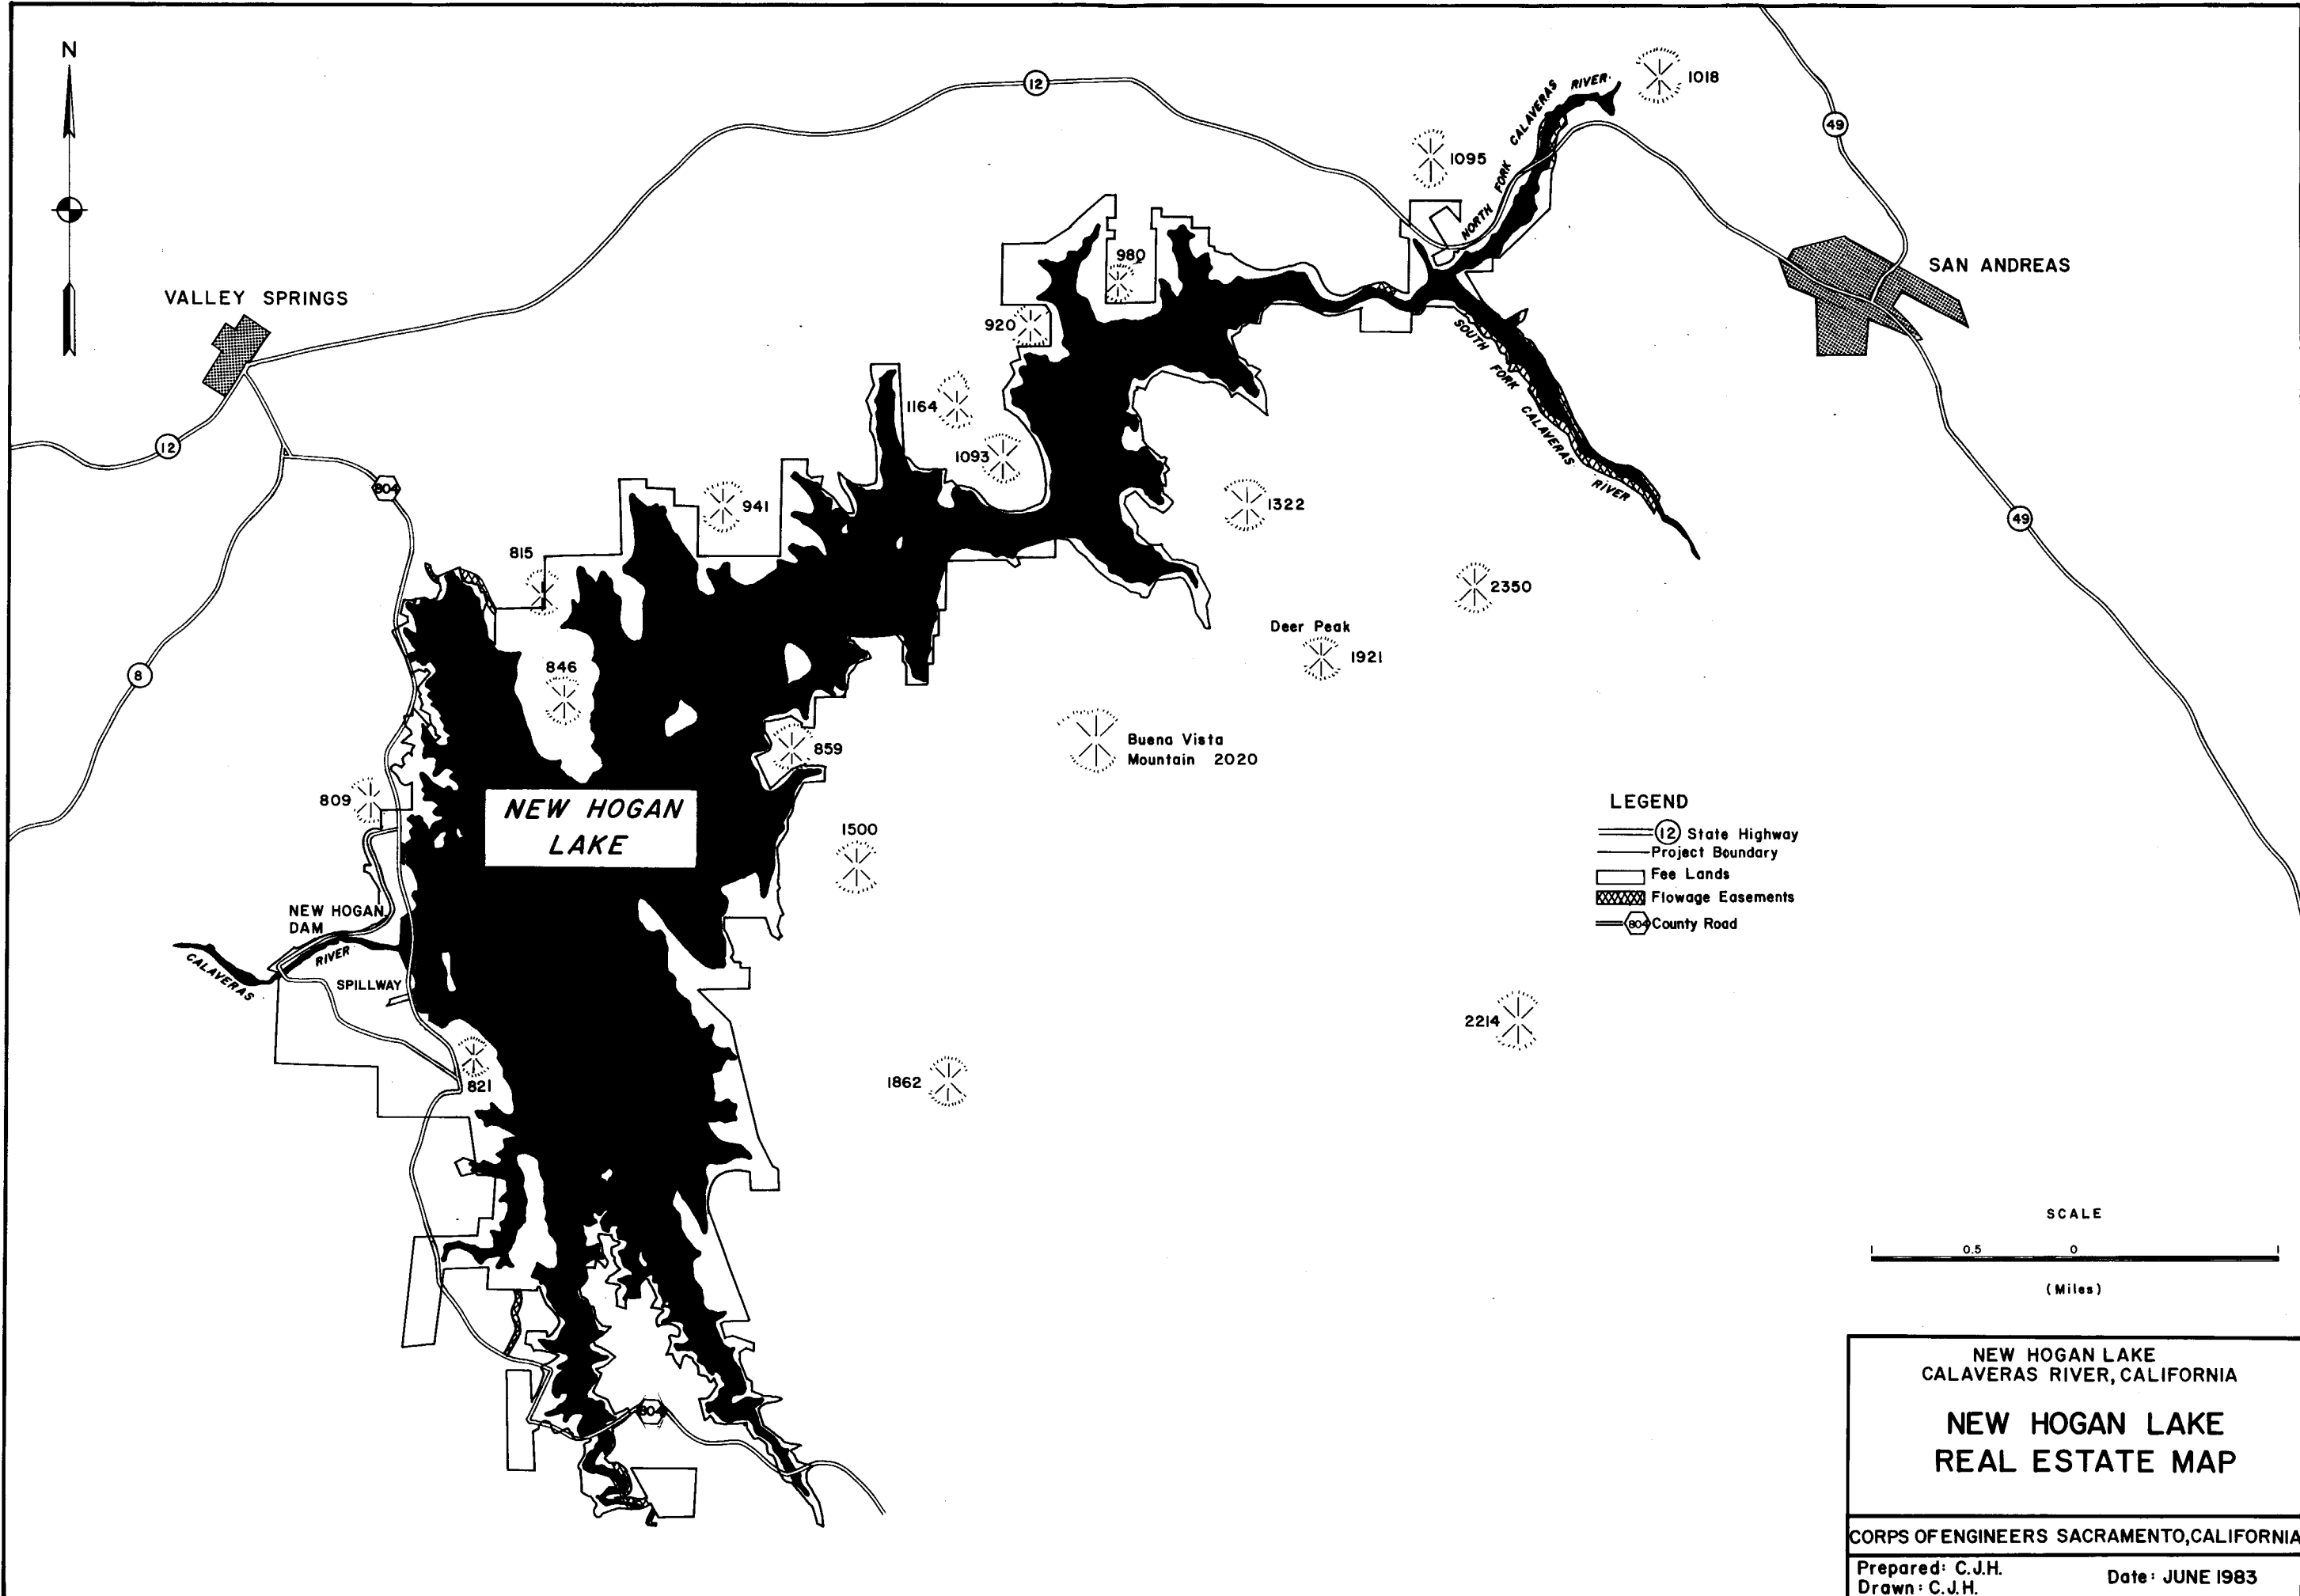 N
12
1018
CALAVERAS RIVER
49
1095
NORTH FORK
SAN ANDREAS
980
VALLEY SPRINGS
920
SOUTH FORK CALAVERAS RIVER
1164
12
1093
804
941
1322
49
815
2350
Deer Peak
1921
846
8
Buena Vista
Mountain 2020
859
809
NEW HOGAN
LAKE
1500
LEGEND
12 State Highway
Project Boundary
Fee Lands
Flowage Easements
804 County Road
NEW HOGAN
DAM
CALAVERAS RIVER
SPILLWAY
2214
821
1862
SCALE
1 0.5 0 1
(Miles)
804
NEW HOGAN LAKE
CALAVERAS RIVER, CALIFORNIA
NEW HOGAN LAKE
REAL ESTATE MAP
CORPS OF ENGINEERS SACRAMENTO, CALIFORNIA
Prepared: C.J.H.
Drawn: C.J.H.
Date: JUNE 1983